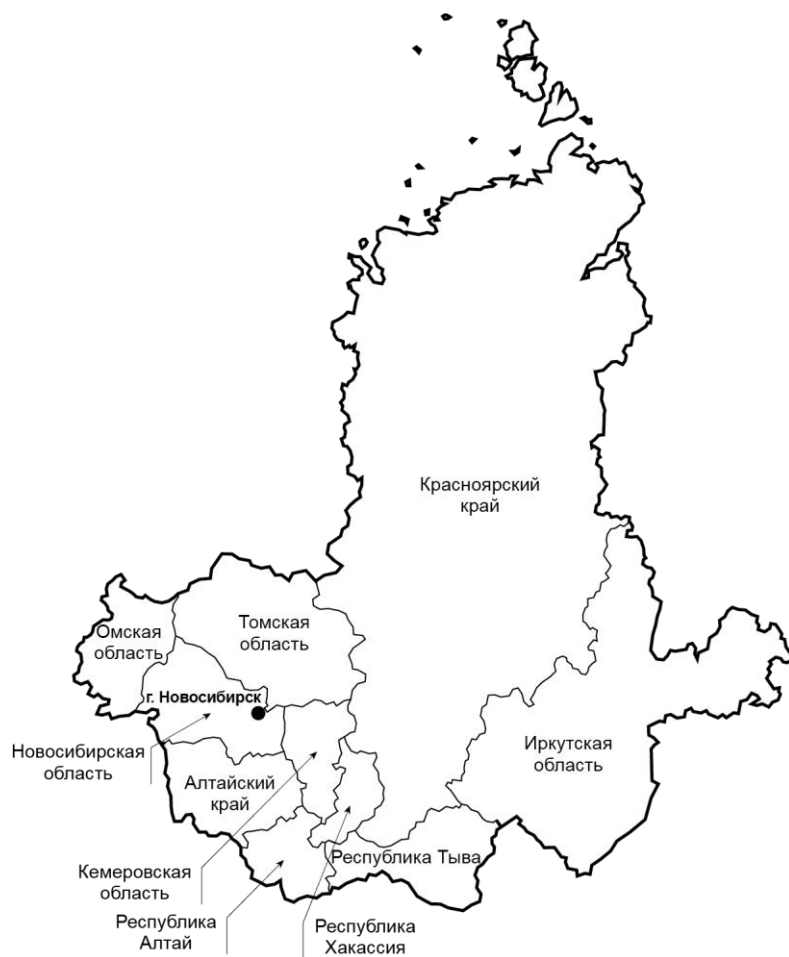 Красноярский
край
Омская
область
Томская
область
г. Новосибирск
Новосибирская
область
Иркутская
область
Алтайский
край
Республика Тыва
Кемеровская
область
Республика
Алтай
Республика
Хакассия